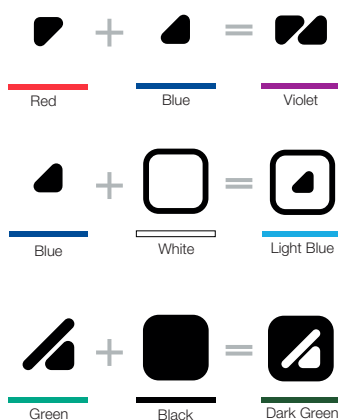 + =
Red Blue Violet
+ =
Blue White Light Blue
+ =
Green Black Dark Green